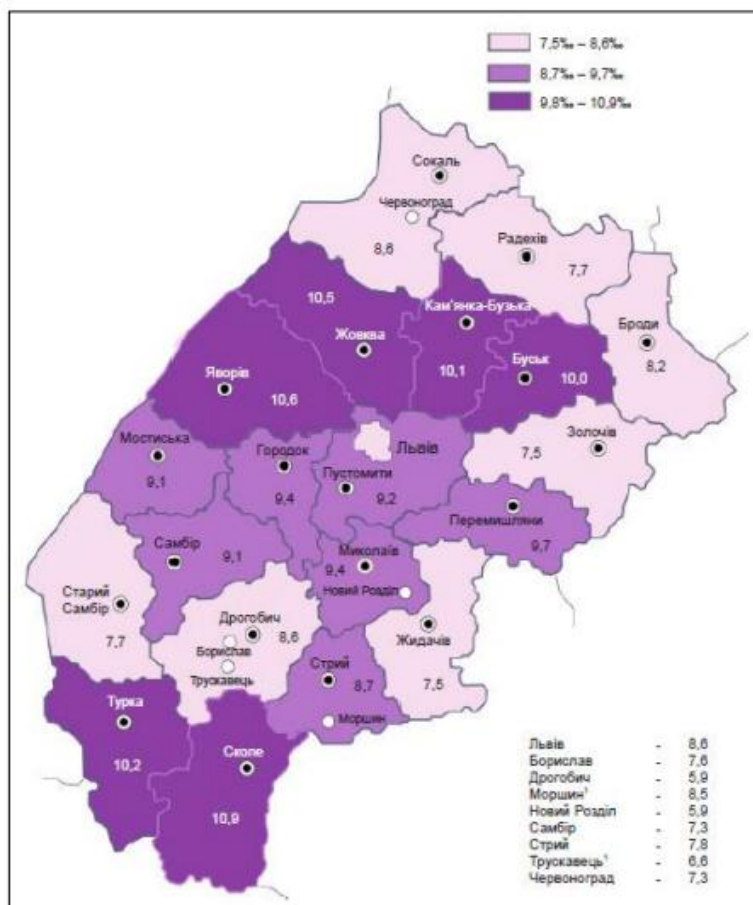 7,5‰ – 8,6‰
8,7‰ – 9,7‰
9,8‰ – 10,9‰
Сокаль
Червоноград
8,6
Радехів
7,7
10,5
Жовква
Кам'янка-Бузька
10,1
Буськ
10,0
Броди
8,2
Яворів
10,6
Мостиська
9,1
Городок
9,4
Львів
Пустомити
9,2
Золочів
7,5
Перемишляни
9,7
Самбір
9,1
Миколаїв
9,4
Новий Розділ
Старий
Самбір
7,7
Дрогобич
8,6
Борислав
Трускавець
Жидачів
7,5
Стрий
8,7
Моршин
Турка
10,2
Сколе
10,9
Львів - 8,6
Борислав - 7,6
Дрогобич - 5,9
Моршин¹ - 8,5
Новий Розділ - 5,9
Самбір - 7,3
Стрий - 7,8
Трускавець¹ - 6,6
Червоноград - 7,3